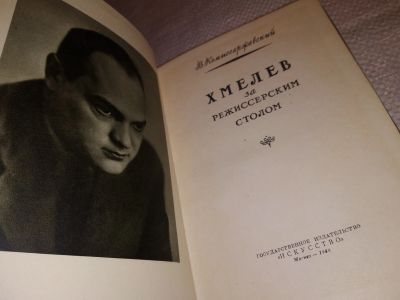 В. Комиссаржевский
ХМЕЛЕВ
за
РЕЖИССЕРСКИМ
СТОЛОМ
ГОСУДАРСТВЕННОЕ ИЗДАТЕЛЬСТВО
«ИСКУССТВО»
Москва —